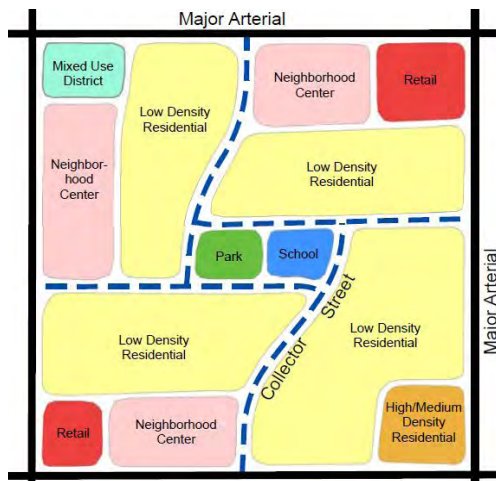 Major Arterial
Mixed Use
District
Low Density
Residential
Neighborhood
Center
Retail
Neighbor-
hood
Center
Low Density
Residential
Park
School
Low Density
Residential
Collector Street
Low Density
Residential
Major Arterial
Retail
Neighborhood
Center
High/Medium
Density
Residential